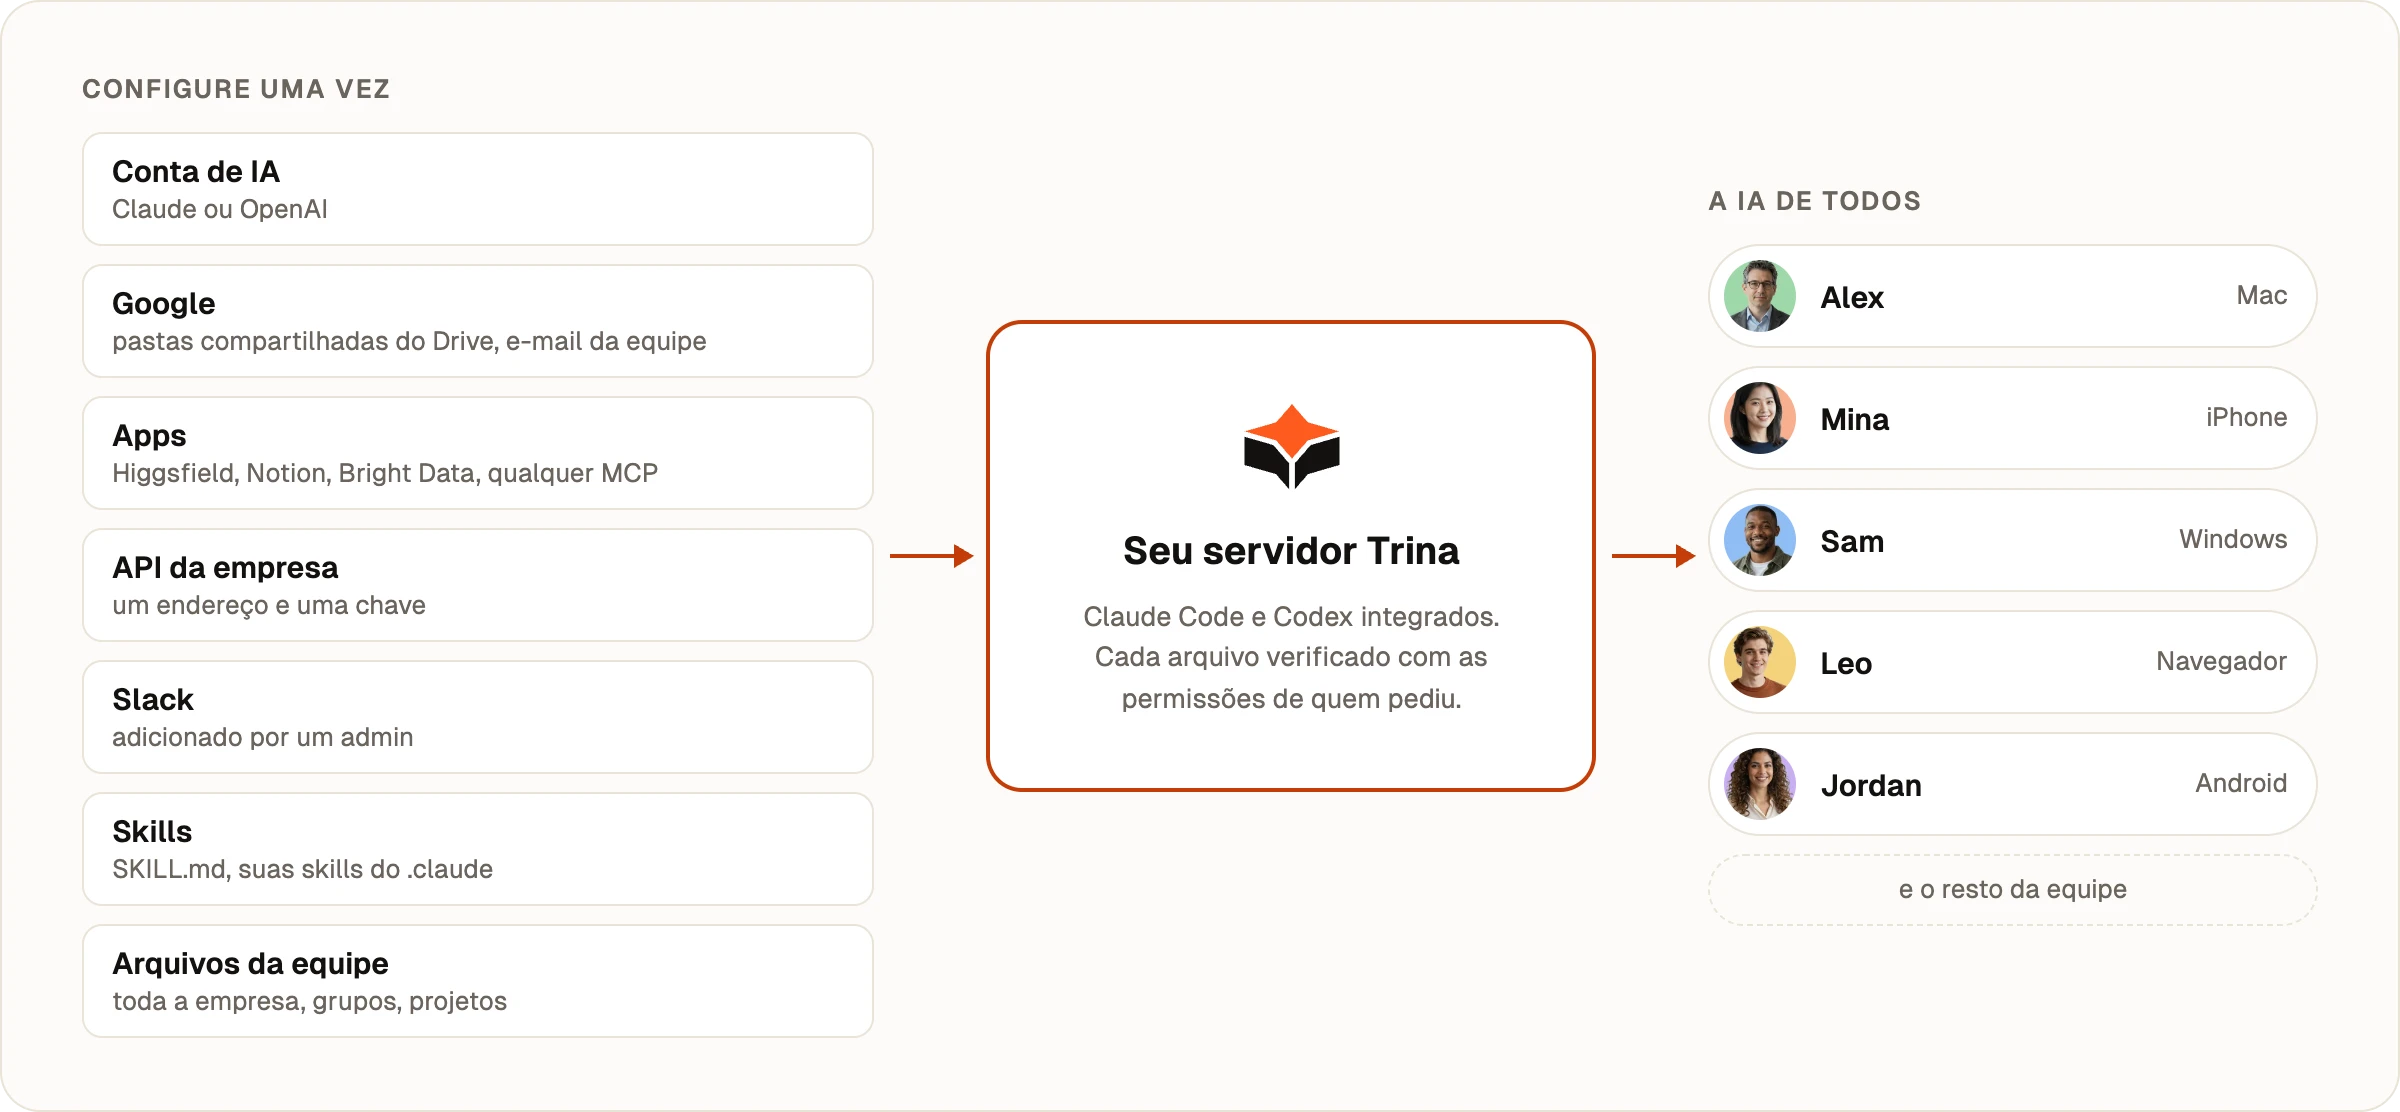 CONFIGURE UMA VEZ
Conta de IA
Claude ou OpenAI
Google
pastas compartilhadas do Drive, e-mail da equipe
Apps
Higgsfield, Notion, Bright Data, qualquer MCP
API da empresa
um endereço e uma chave
Slack
adicionado por um admin
Skills
SKILL.md, suas skills do .claude
Arquivos da equipe
toda a empresa, grupos, projetos
Seu servidor Trina
Claude Code e Codex integrados.
Cada arquivo verificado com as
permissões de quem pediu.
A IA DE TODOS
Alex
Mac
Mina
iPhone
Sam
Windows
Leo
Navegador
Jordan
Android
e o resto da equipe